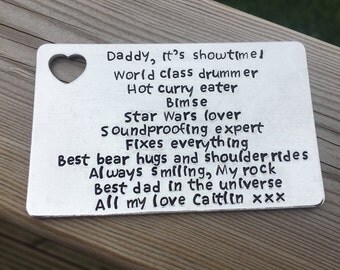 Daddy, it's showtime!
World class drummer
Hot curry eater
Bimse
Star Wars lover
Soundproofing expert
Fixes everything
Best bear hugs and shoulder rides
Always smiling, My rock
Best dad in the universe
All my love Caitlin xxx